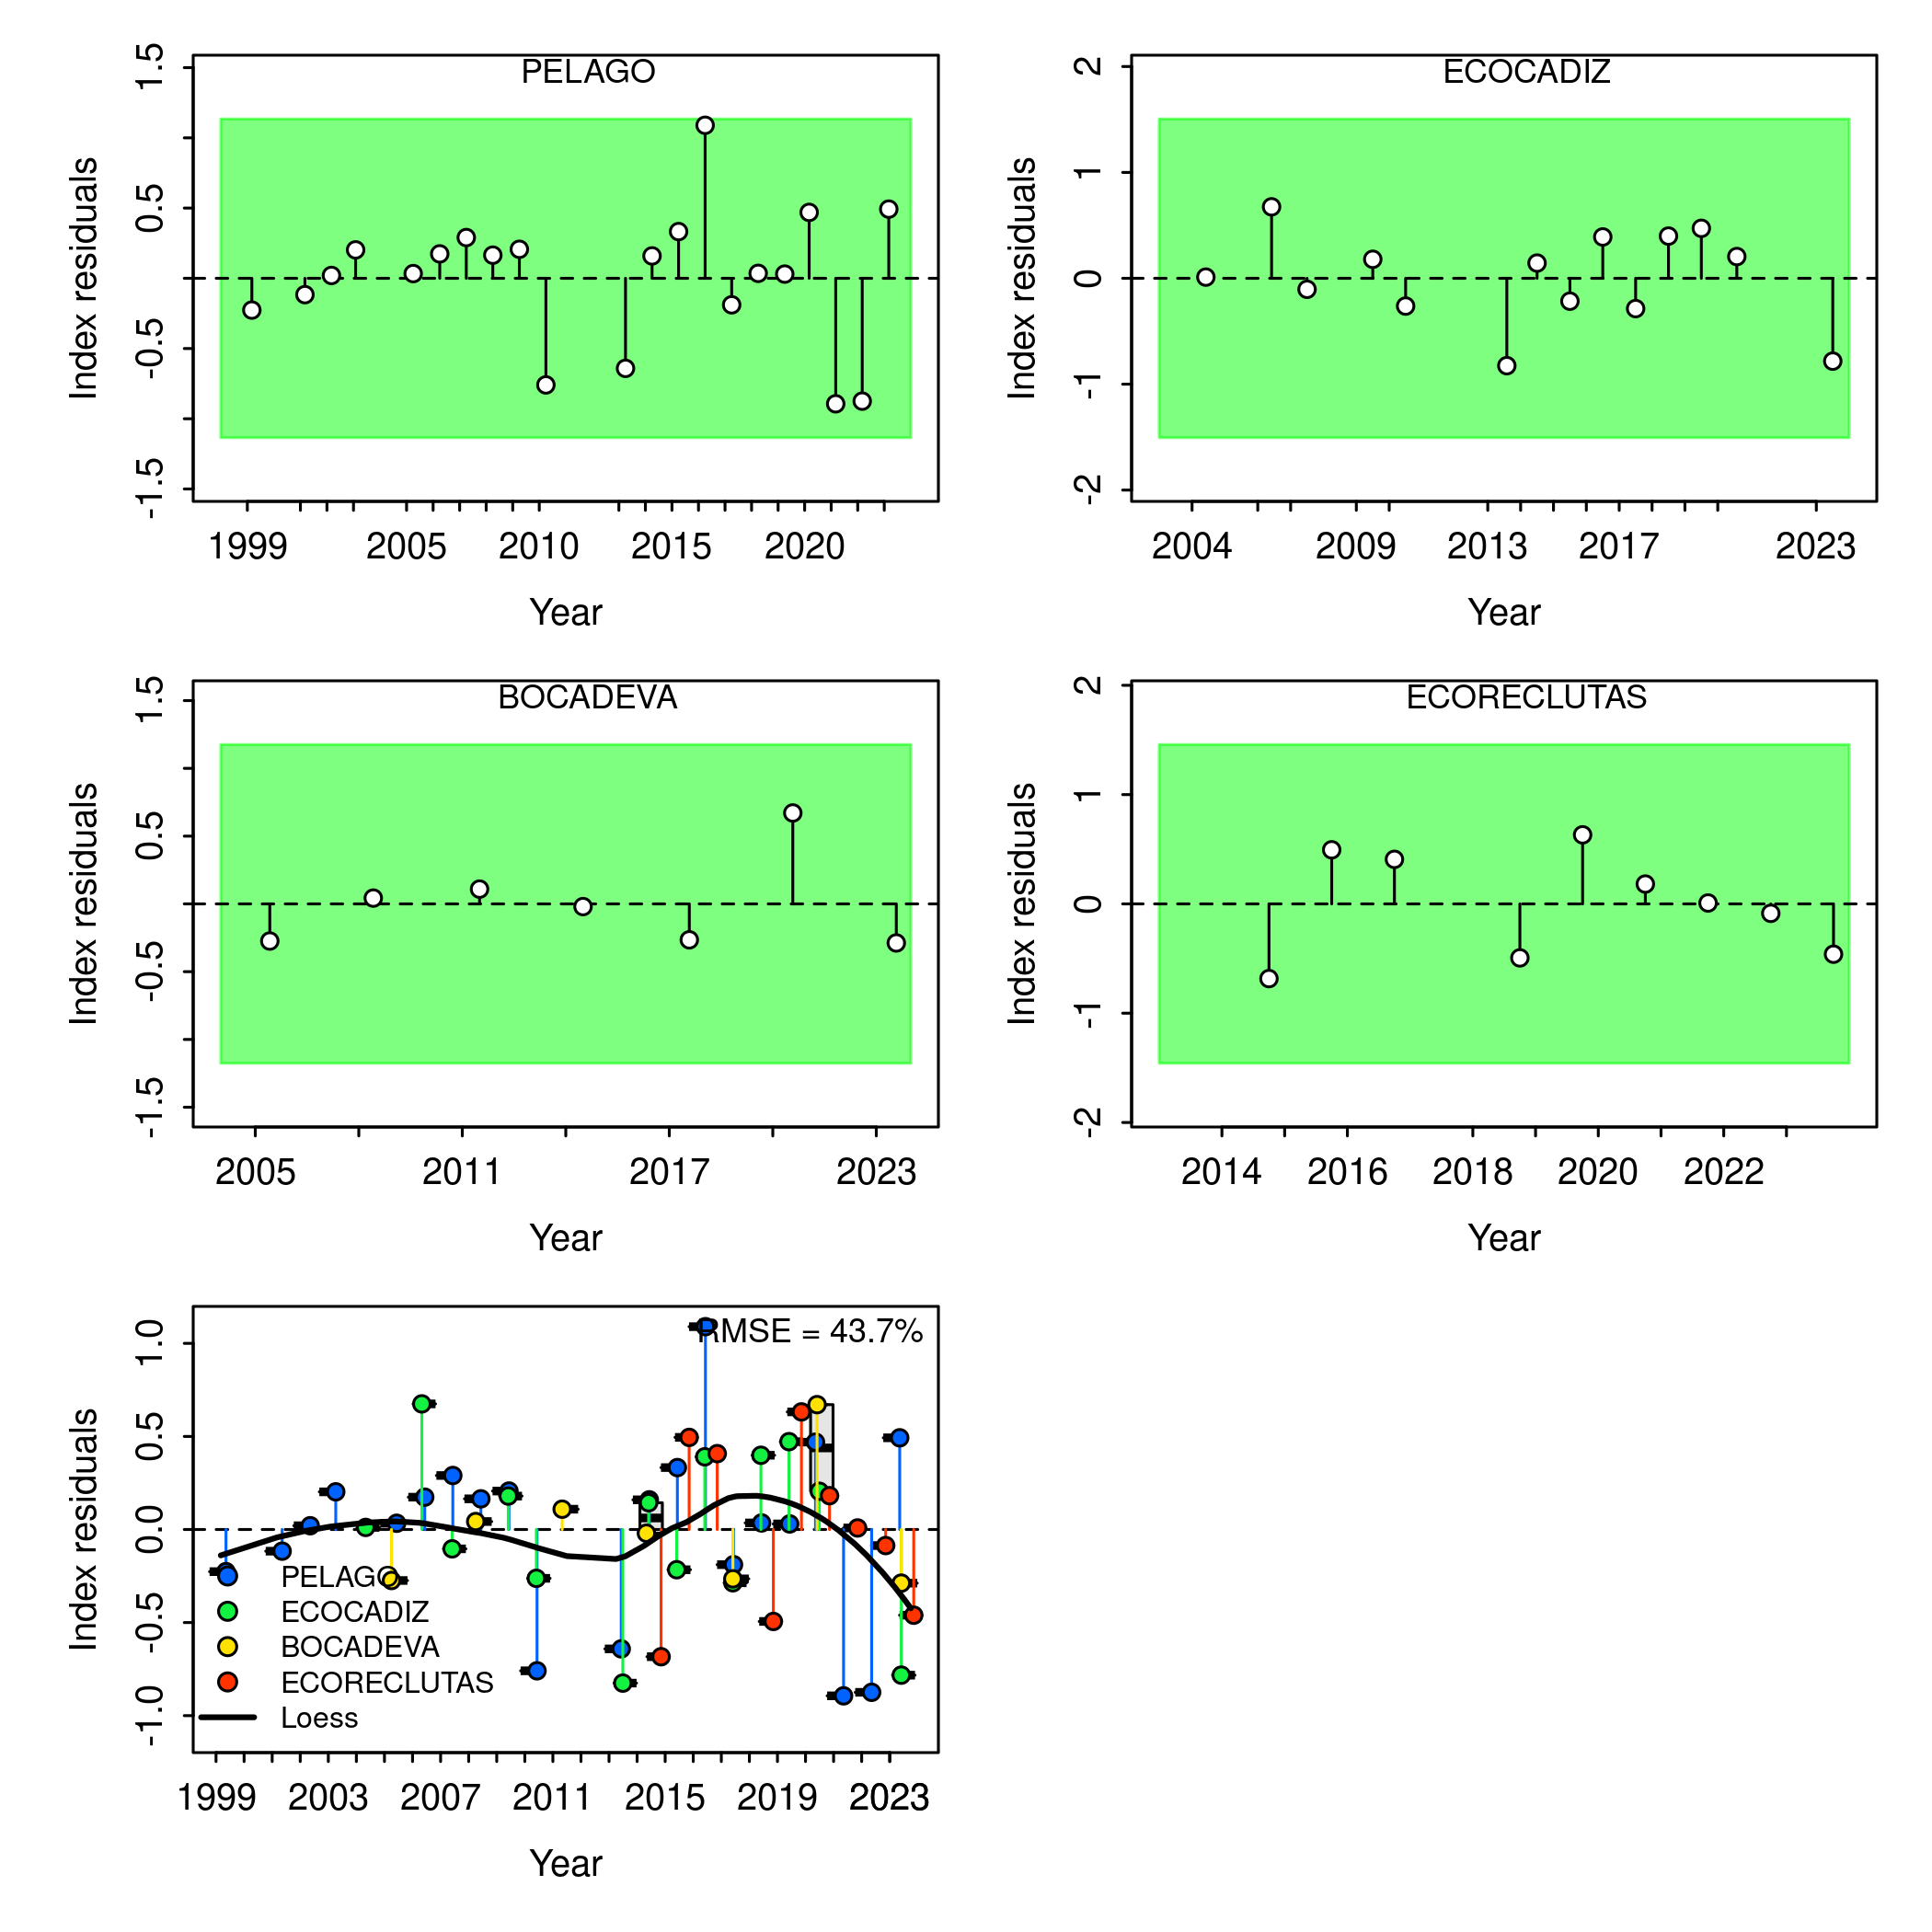 PELAGO
Index residuals
1.5
0.5
-0.5
-1.5
1999 2005 2010 2015 2020
Year
ECOCADIZ
Index residuals
2
1
0
-1
-2
2004 2009 2013 2017 2023
Year
BOCADEVA
Index residuals
1.5
0.5
-0.5
-1.5
2005 2011 2017 2023
Year
ECORECLUTAS
Index residuals
2
1
0
-1
-2
2014 2016 2018 2020 2022
Year
RMSE = 43.7%
Index residuals
1.0
0.5
0.0
-0.5
-1.0
PELAGO
ECOCADIZ
BOCADEVA
ECORECLUTAS
Loess
1999 2003 2007 2011 2015 2019 2023
Year